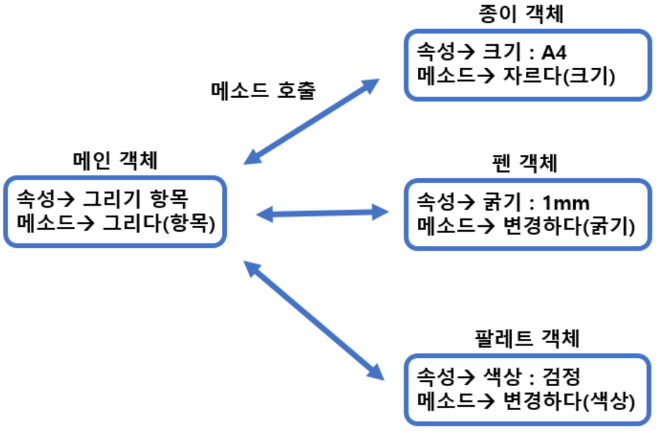 종이 객체
속성→ 크기 : A4
메소드→ 자르다(크기)
메소드 호출
메인 객체
속성→ 그리기 항목
메소드→ 그리다(항목)
펜 객체
속성→ 굵기 : 1mm
메소드→ 변경하다(굵기)
팔레트 객체
속성→ 색상 : 검정
메소드→ 변경하다(색상)